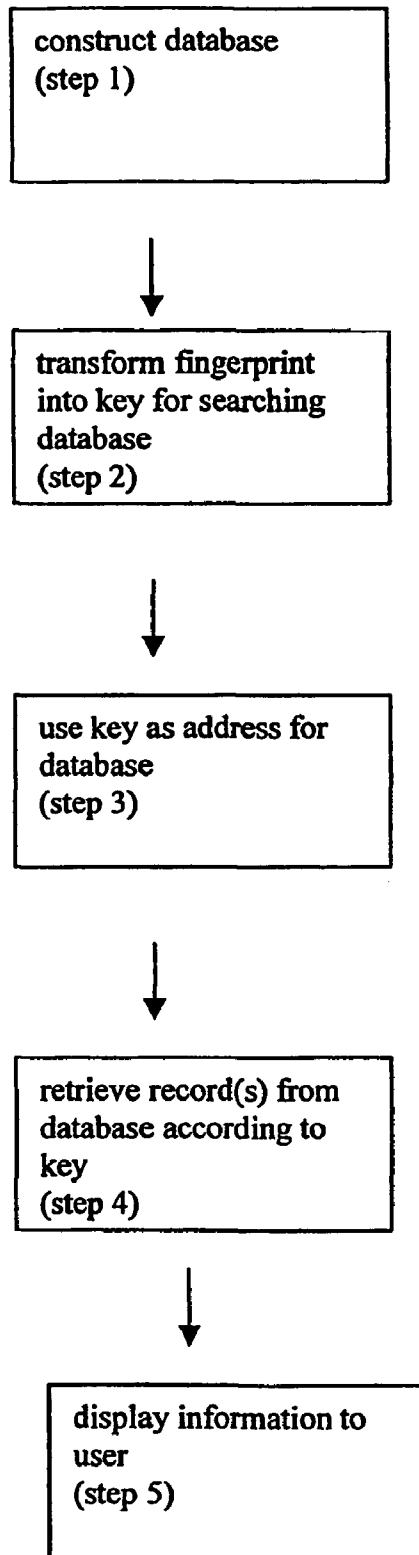 construct database
(step 1)
transform fingerprint
into key for searching
database
(step 2)
use key as address for
database
(step 3)
retrieve record(s) from
database according to
key
(step 4)
display information to
user
(step 5)